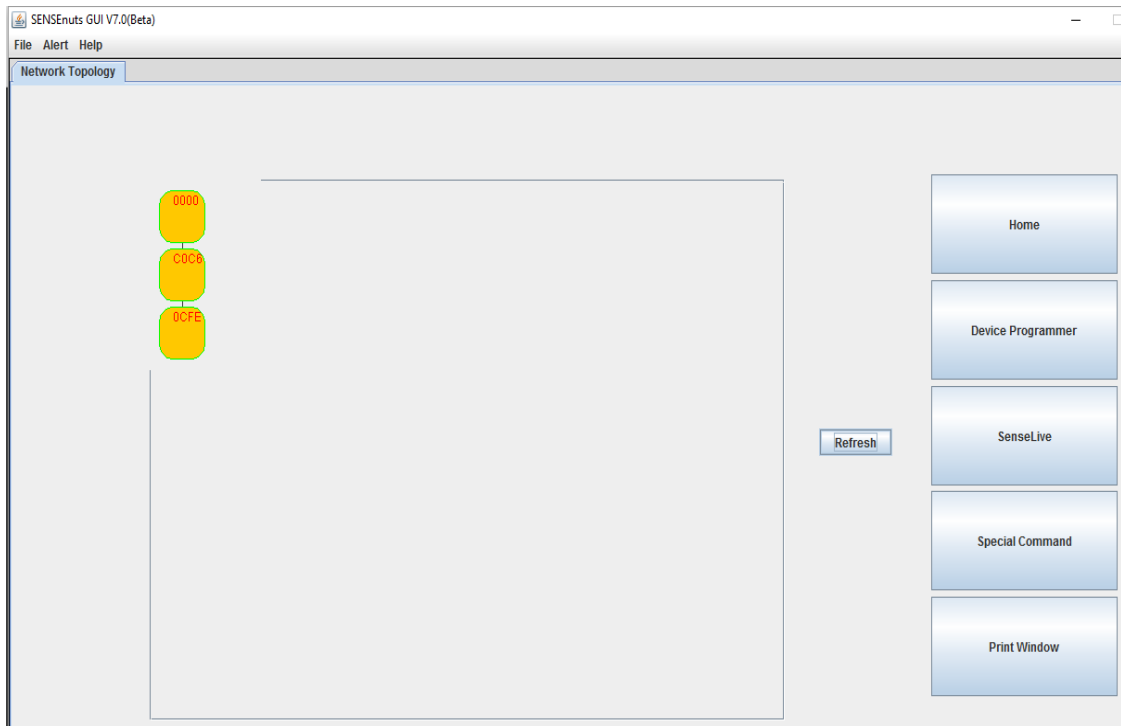 SENSEnuts GUI V7.0(Beta)
File Alert Help
Network Topology
0000
C0C6
0CFE
Refresh
Home
Device Programmer
SenseLive
Special Command
Print Window